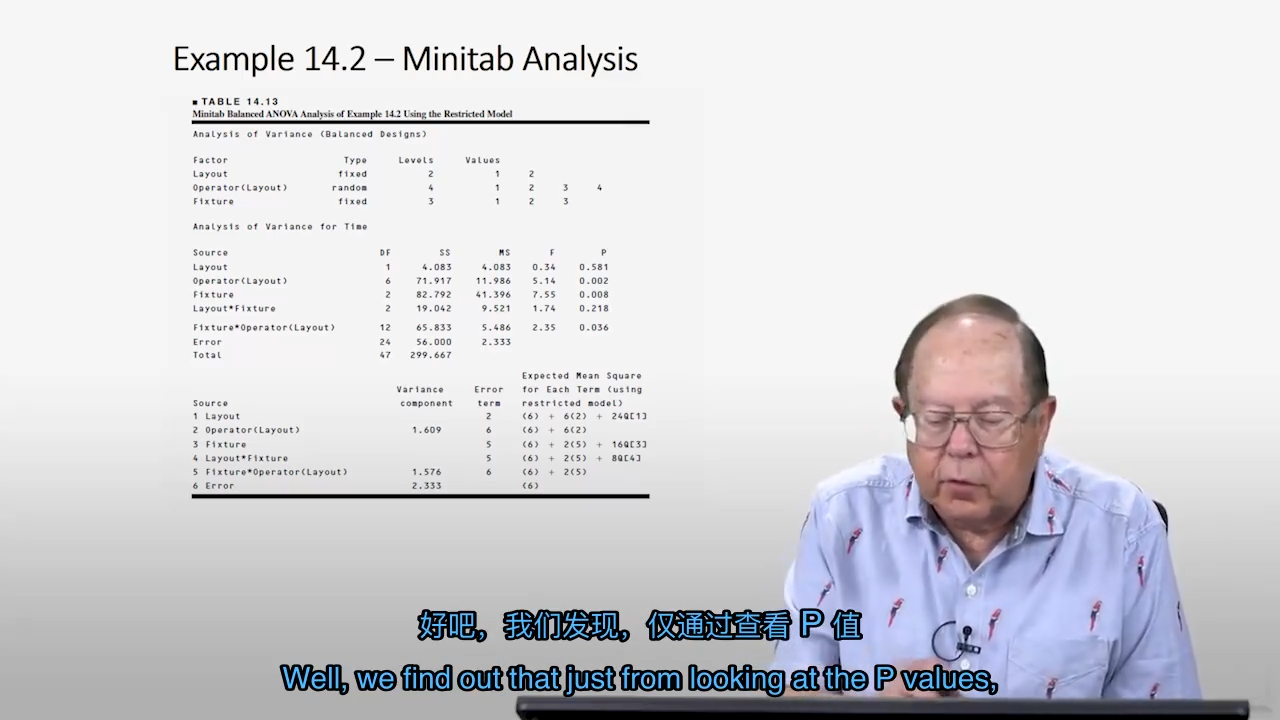 Example 14.2 – Minitab Analysis
■ TABLE 14.13
Minitab Balanced ANOVA Analysis of Example 14.2 Using the Restricted Model
Analysis of Variance (Balanced Designs)
Factor Type Levels Values
Layout fixed 2 1 2
Operator(Layout) random 4 1 2 3 4
Fixture fixed 3 1 2 3
Analysis of Variance for Time
Source DF SS MS F P
Layout 1 4.083 4.083 0.34 0.581
Operator(Layout) 6 71.917 11.986 5.14 0.002
Fixture 2 82.792 41.396 7.55 0.008
Layout*Fixture 2 19.042 9.521 1.74 0.218
Fixture*Operator(Layout) 12 65.833 5.486 2.35 0.036
Error 24 56.000 2.333
Total 47 299.667
Expected Mean Square
Variance Error for Each Term (using
Source component term restricted model)
1 Layout 2 (6) + 6(2) + 24Q[1]
2 Operator(Layout) 1.609 6 (6) + 6(2)
3 Fixture 5 (6) + 2(5) + 16Q[3]
4 Layout*Fixture 5 (6) + 2(5) + 8Q[4]
5 Fixture*Operator(Layout) 1.576 6 (6) + 2(5)
6 Error 2.333 (6)
好吧，我们发现，仅通过查看 P 值
Well, we find out that just from looking at the P values,